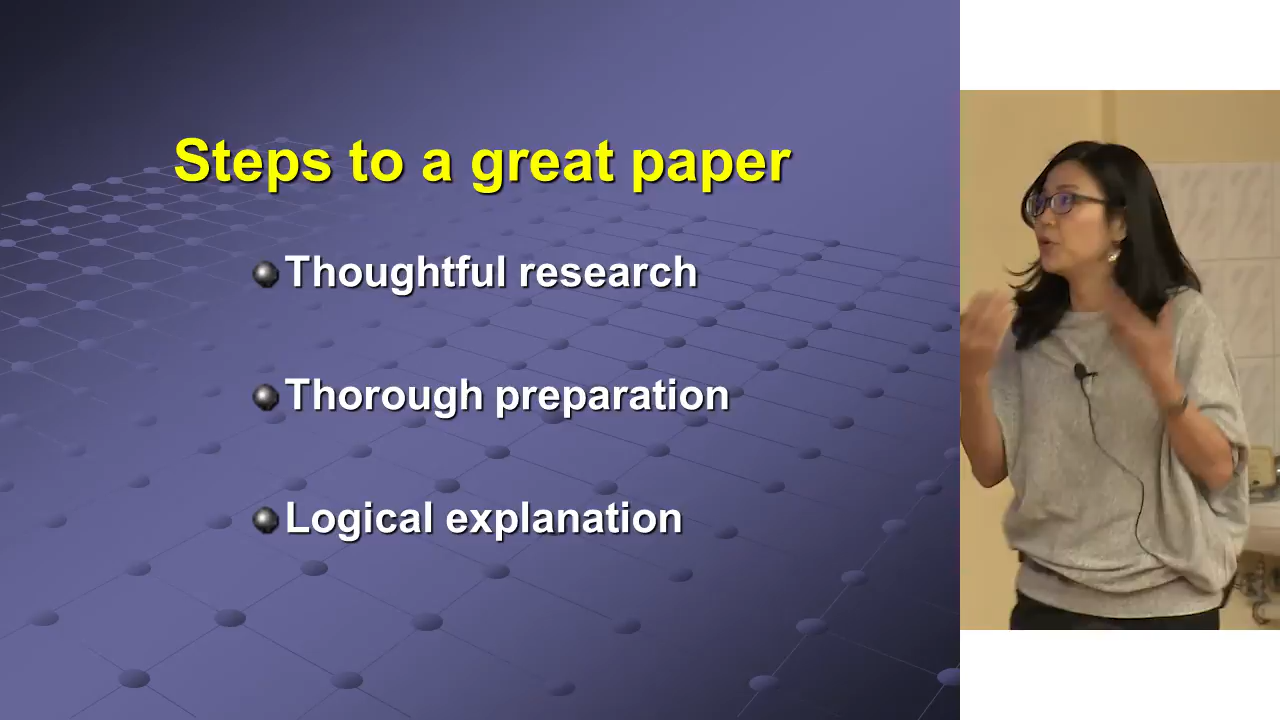 Steps to a great paper
Thoughtful research
Thorough preparation
Logical explanation